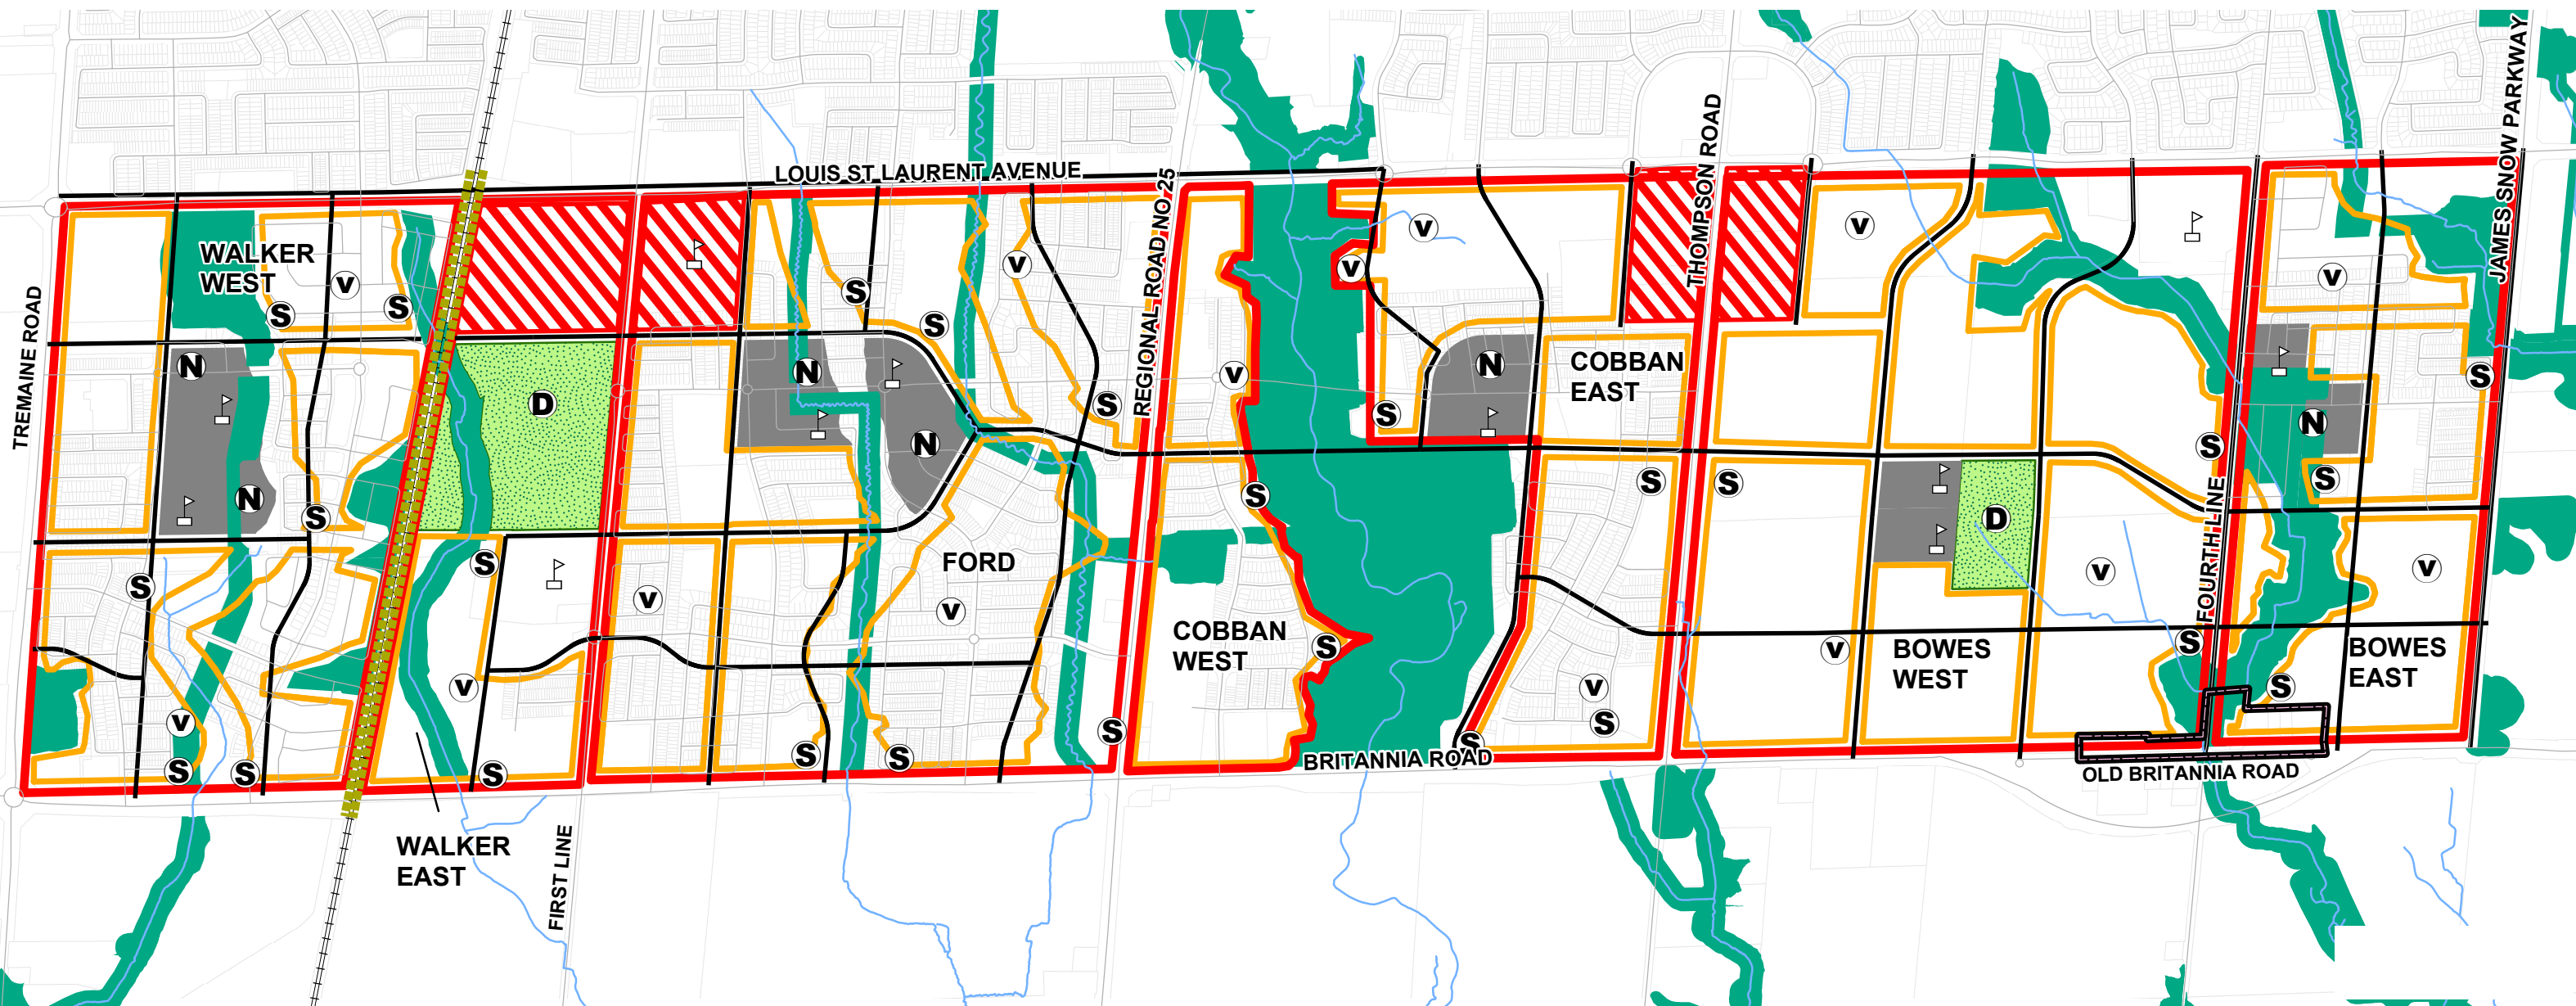 LOUIS ST LAURENT AVENUE
JAMES SNOW PARKWAY
THOMPSON ROAD
REGIONAL ROAD NO 25
TREMAINE ROAD
WALKER
WEST
V
S
S
N
N
S
S
V
S
S
D
S
V
S
WALKER
EAST
FIRST LINE
S
S
V
N
N
S
FORD
V
V
S
S
S
V
S
COBBAN
WEST
S
V
V
S
N
COBBAN
EAST
S
V
S
S
BRITANNIA ROAD
V
S
D
V
V
BOWES
WEST
S
S
FOURTH LINE
V
N
S
S
V
BOWES
EAST
S
OLD BRITANNIA ROAD